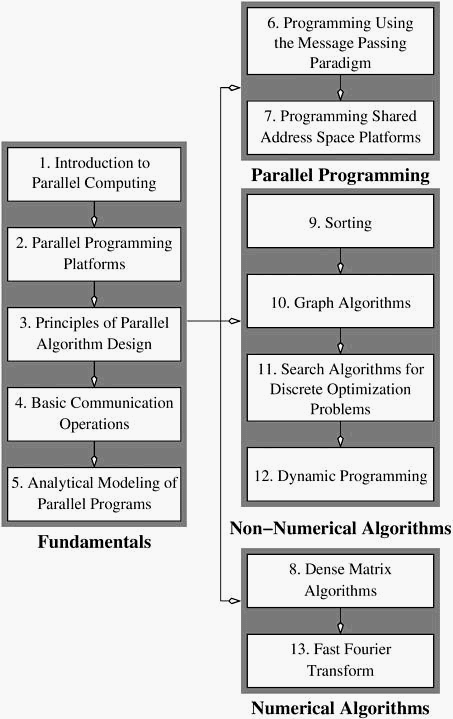 1. Introduction to
Parallel Computing
2. Parallel Programming
Platforms
3. Principles of Parallel
Algorithm Design
4. Basic Communication
Operations
5. Analytical Modeling of
Parallel Programs
Fundamentals
6. Programming Using
the Message Passing
Paradigm
7. Programming Shared
Address Space Platforms
Parallel Programming
9. Sorting
10. Graph Algorithms
11. Search Algorithms for
Discrete Optimization
Problems
12. Dynamic Programming
Non−Numerical Algorithms
8. Dense Matrix
Algorithms
13. Fast Fourier
Transform
Numerical Algorithms